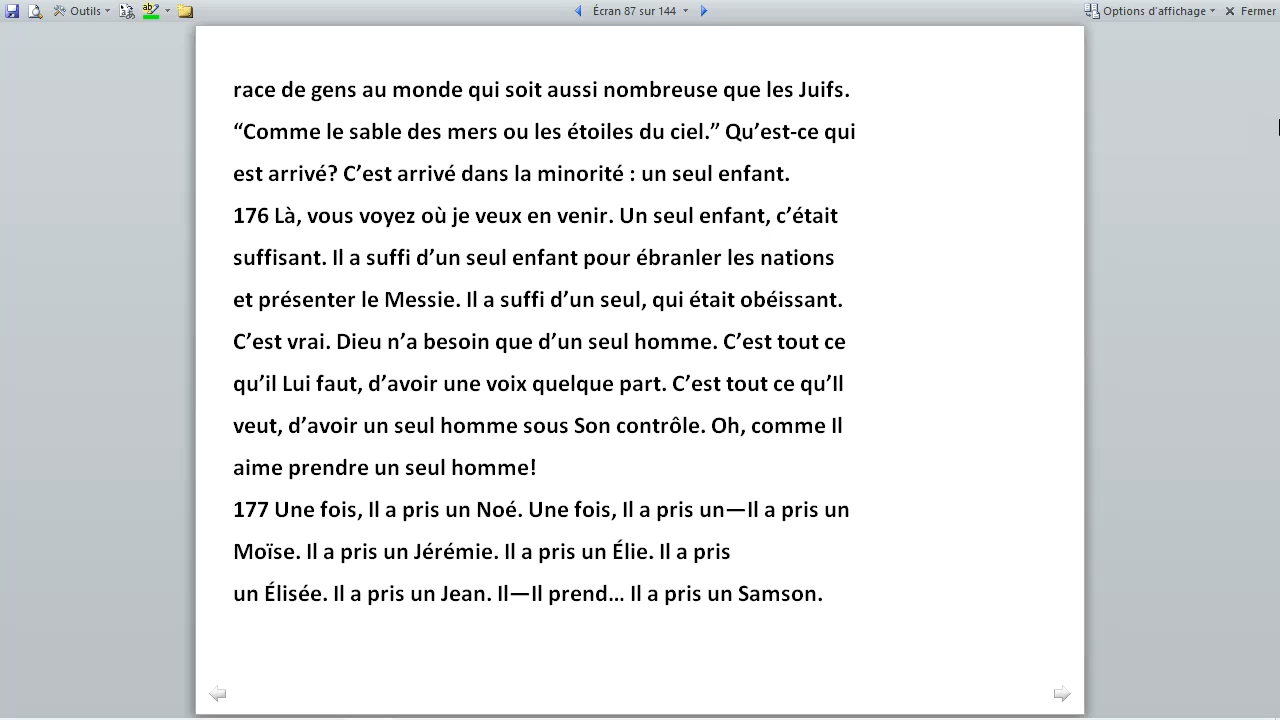 Outils
Écran 87 sur 144
Options d'affichage
Fermer
race de gens au monde qui soit aussi nombreuse que les Juifs.
“Comme le sable des mers ou les étoiles du ciel.” Qu’est-ce qui
est arrivé? C’est arrivé dans la minorité : un seul enfant.
176 Là, vous voyez où je veux en venir. Un seul enfant, c’était
suffisant. Il a suffi d’un seul enfant pour ébranler les nations
et présenter le Messie. Il a suffi d’un seul, qui était obéissant.
C’est vrai. Dieu n’a besoin que d’un seul homme. C’est tout ce
qu’il Lui faut, d’avoir une voix quelque part. C’est tout ce qu’Il
veut, d’avoir un seul homme sous Son contrôle. Oh, comme Il
aime prendre un seul homme!
177 Une fois, Il a pris un Noé. Une fois, Il a pris un—Il a pris un
Moïse. Il a pris un Jérémie. Il a pris un Élie. Il a pris
un Élisée. Il a pris un Jean. Il—Il prend… Il a pris un Samson.